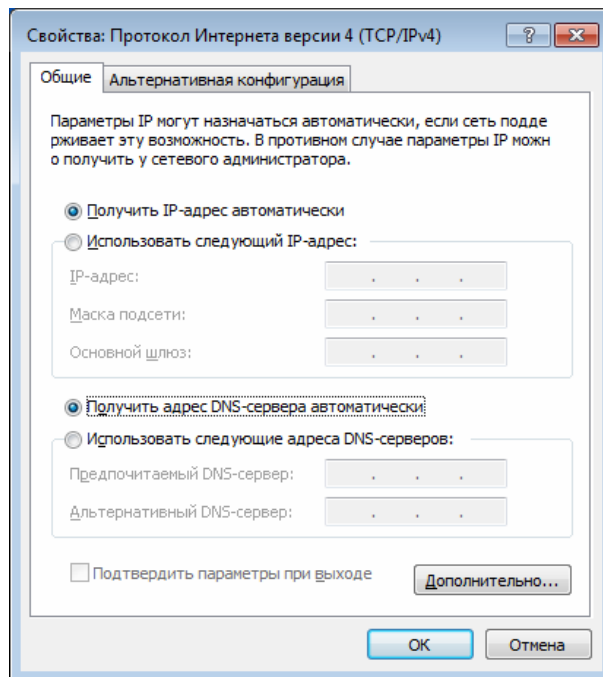 Свойства: Протокол Интернета версии 4 (TCP/IPv4)
Общие
Альтернативная конфигурация
Параметры IP могут назначаться автоматически, если сеть подде
рживает эту возможность. В противном случае параметры IP можн
о получить у сетевого администратора.
Получить IP-адрес автоматически
Использовать следующий IP-адрес:
IP-адрес:
Маска подсети:
Основной шлюз:
Получить адрес DNS-сервера автоматически
Использовать следующие адреса DNS-серверов:
Предпочитаемый DNS-сервер:
Альтернативный DNS-сервер:
Подтвердить параметры при выходе
Дополнительно...
ОК
Отмена